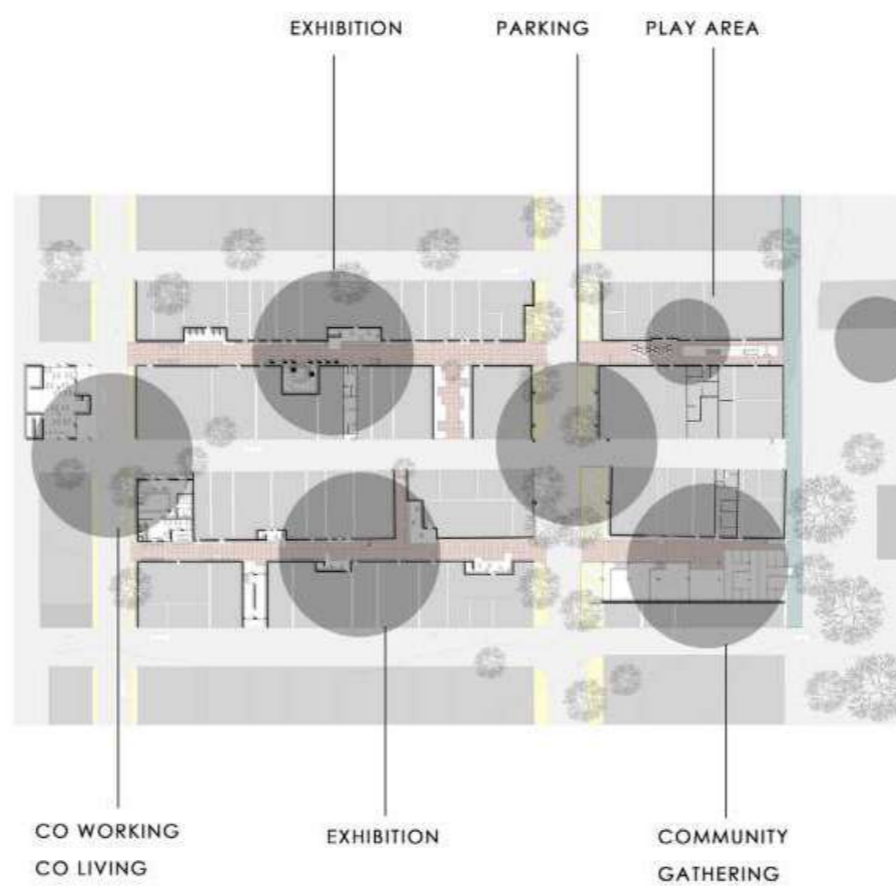 EXHIBITION
PARKING
PLAY AREA
CO WORKING
CO LIVING
EXHIBITION
COMMUNITY
GATHERING